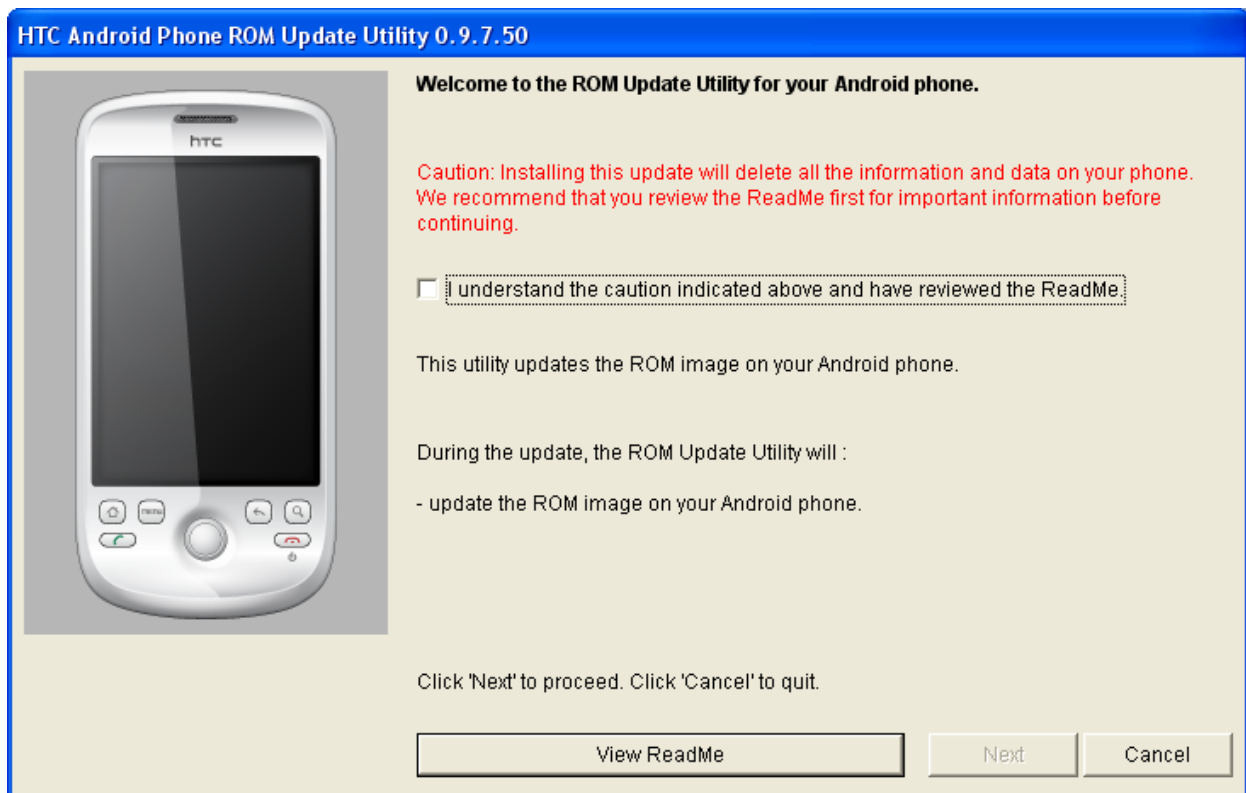 HTC Android Phone ROM Update Utility 0.9.7.50
hTC
menu
Welcome to the ROM Update Utility for your Android phone.
Caution: Installing this update will delete all the information and data on your phone.
We recommend that you review the ReadMe first for important information before
continuing.
I understand the caution indicated above and have reviewed the ReadMe.
This utility updates the ROM image on your Android phone.
During the update, the ROM Update Utility will :
- update the ROM image on your Android phone.
Click 'Next' to proceed. Click 'Cancel' to quit.
View ReadMe
Next
Cancel